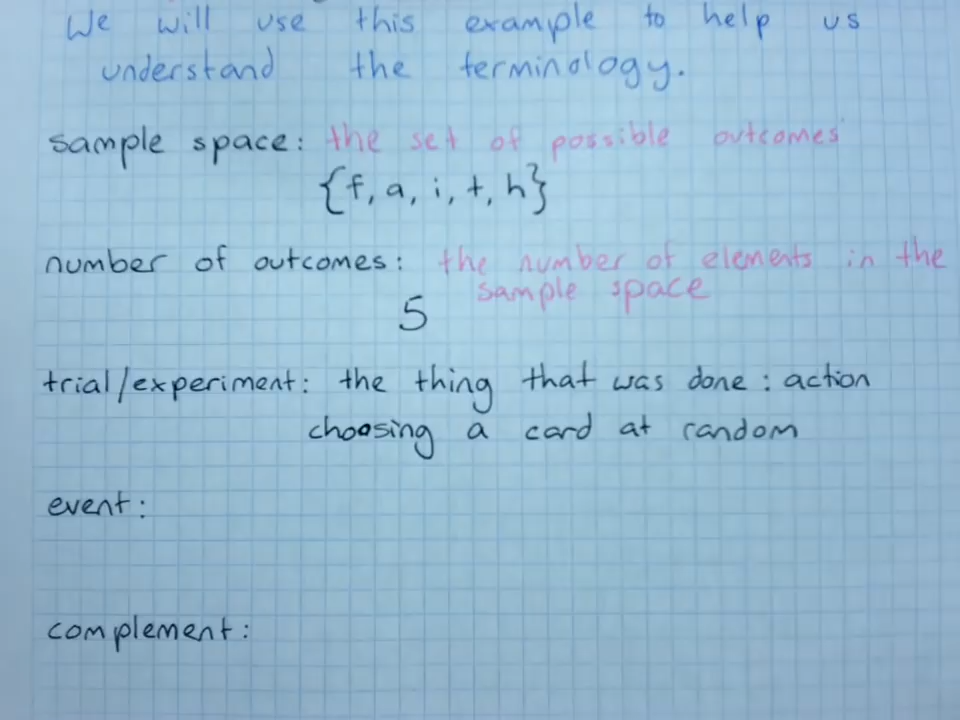 We will use this example to help us
understand the terminology.
sample space: the set of possible outcomes
{f, a, i, t, h}
number of outcomes: the number of elements in the
sample space
5
trial/experiment: the thing that was done: action
choosing a card at random
event:
complement: